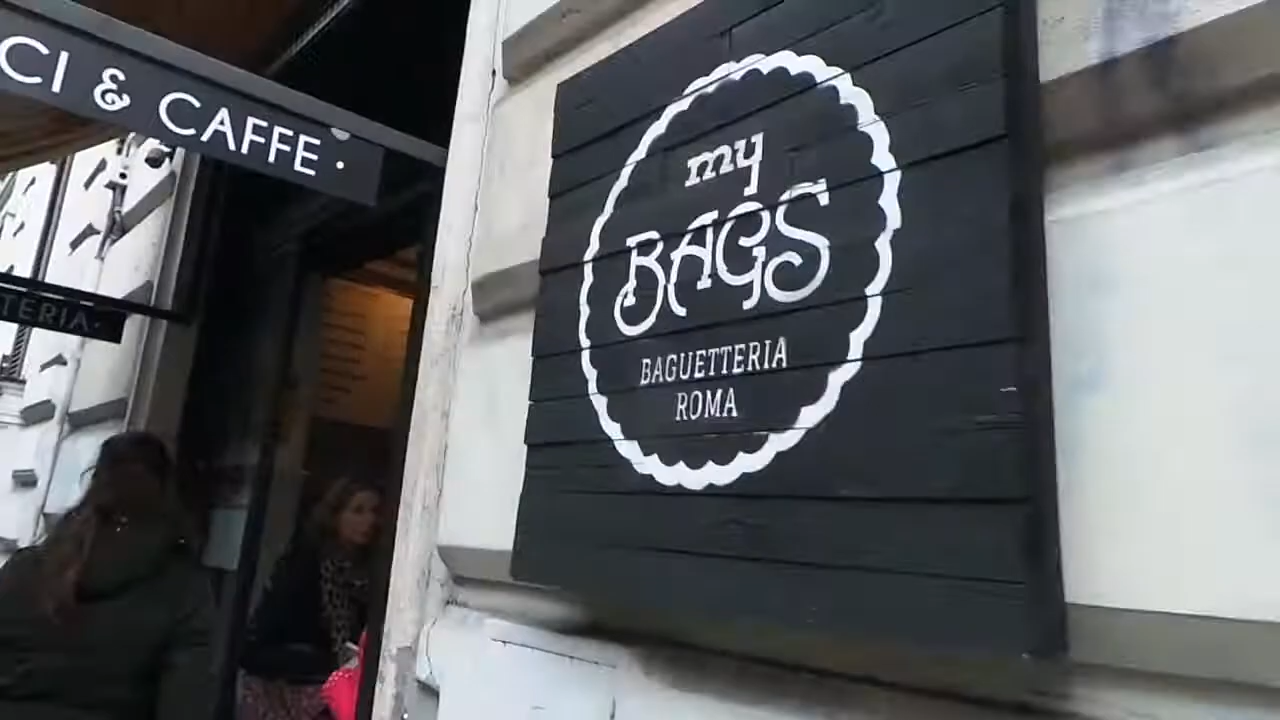 CI & CAFFE •
TERIA •
my
BAGS
BAGUETTERIA
ROMA